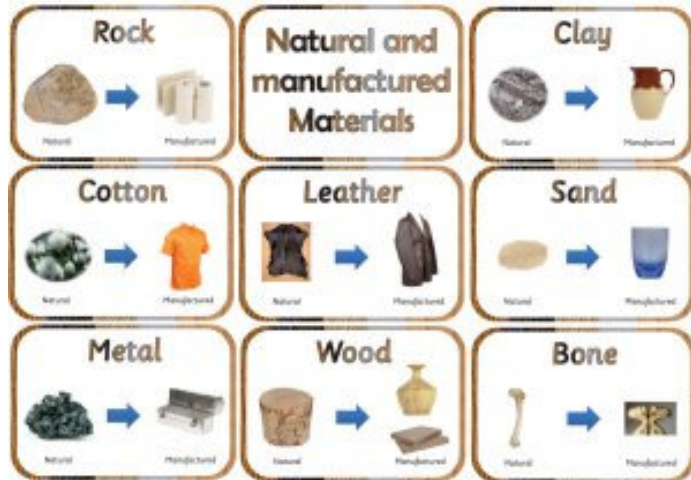 Rock
Natural
Manufactured
Natural and
manufactured
Materials
Clay
Natural
Manufactured
Cotton
Natural
Manufactured
Leather
Natural
Manufactured
Sand
Natural
Manufactured
Metal
Natural
Manufactured
Wood
Natural
Manufactured
Bone
Natural
Manufactured